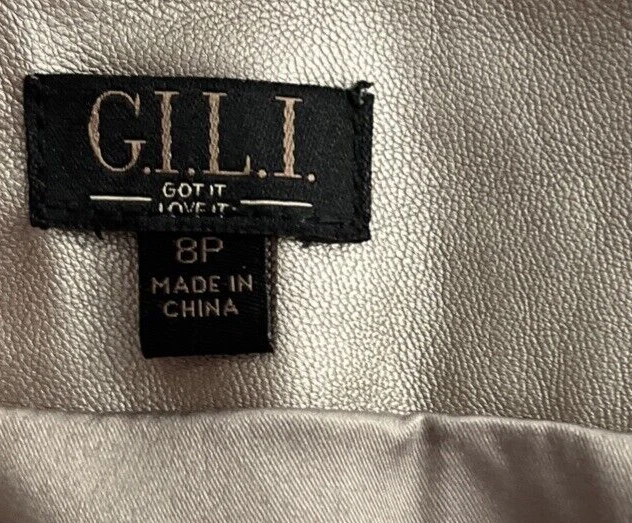 G.I.L.I.
GOT IT
LOVE IT
8P
MADE IN
CHINA